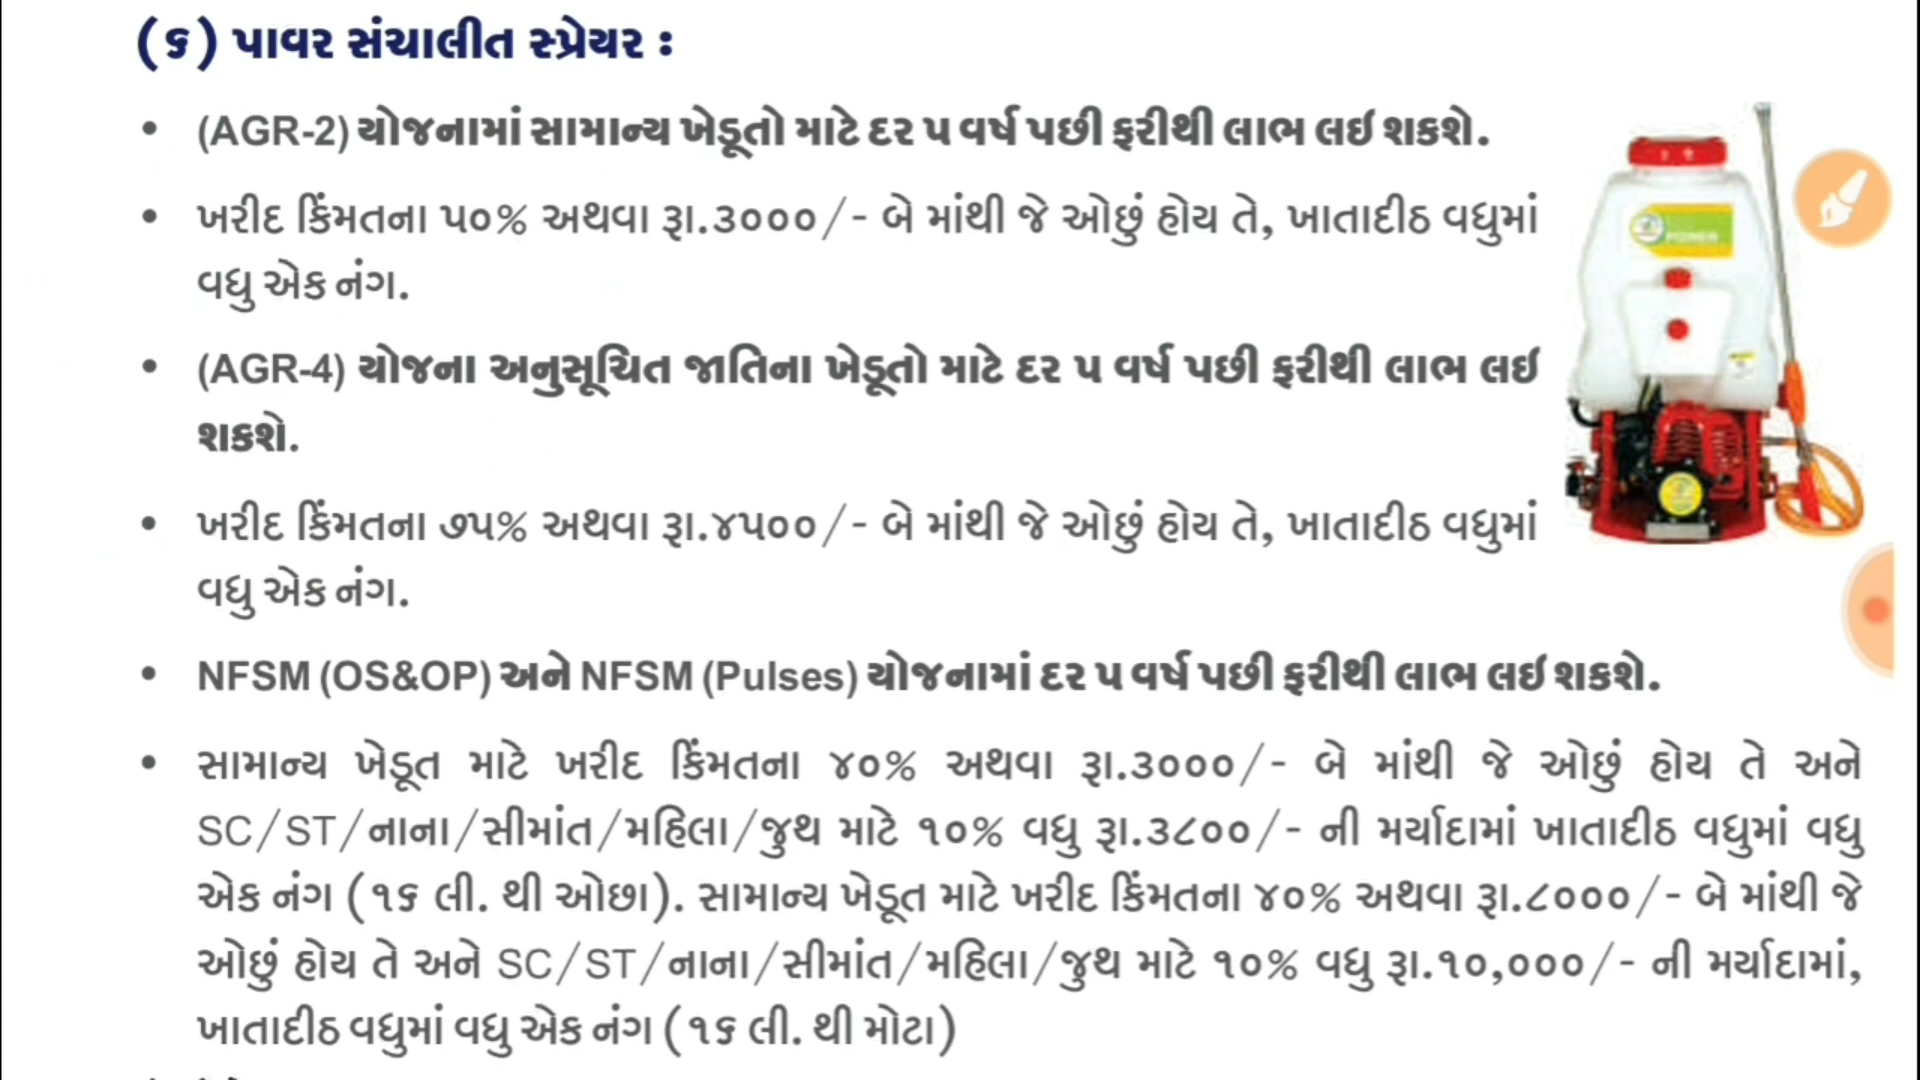 (૬) પાવર સંચાલીત સ્પ્રેયર :
• (AGR-2) યોજનામાં સામાન્ય ખેડૂતો માટે દર ૫ વર્ષ પછી ફરીથી લાભ લઇ શકશે.
• ખરીદ કિંમતના ૫૦% અથવા રૂા.૩૦૦૦/- બે માંથી જે ઓછું હોય તે, ખાતાદીઠ વધુમાં
વધુ એક નંગ.
• (AGR-4) યોજના અનુસૂચિત જાતિના ખેડૂતો માટે દર ૫ વર્ષ પછી ફરીથી લાભ લઇ
શકશે.
• ખરીદ કિંમતના ૭૫% અથવા રૂા.૪૫૦૦/- બે માંથી જે ઓછું હોય તે, ખાતાદીઠ વધુમાં
વધુ એક નંગ.
• NFSM (OS&OP) અને NFSM (Pulses) યોજનામાં દર ૫ વર્ષ પછી ફરીથી લાભ લઇ શકશે.
• સામાન્ય ખેડૂત માટે ખરીદ કિંમતના ૪૦% અથવા રૂા.૩૦૦૦/- બે માંથી જે ઓછું હોય તે અને
SC/ST/નાના/સીમાંત/મહિલા/જુથ માટે ૧૦% વધુ રૂા.૩૮૦૦/- ની મર્યાદામાં ખાતાદીઠ વધુમાં વધુ
એક નંગ (૧૬ લી. થી ઓછા). સામાન્ય ખેડૂત માટે ખરીદ કિંમતના ૪૦% અથવા રૂા.૮૦૦૦/- બે માંથી જે
ઓછું હોય તે અને SC/ST/નાના/સીમાંત/મહિલા/જુથ માટે ૧૦% વધુ રૂા.૧૦,૦૦૦/- ની મર્યાદામાં,
ખાતાદીઠ વધુમાં વધુ એક નંગ (૧૬ લી. થી મોટા)